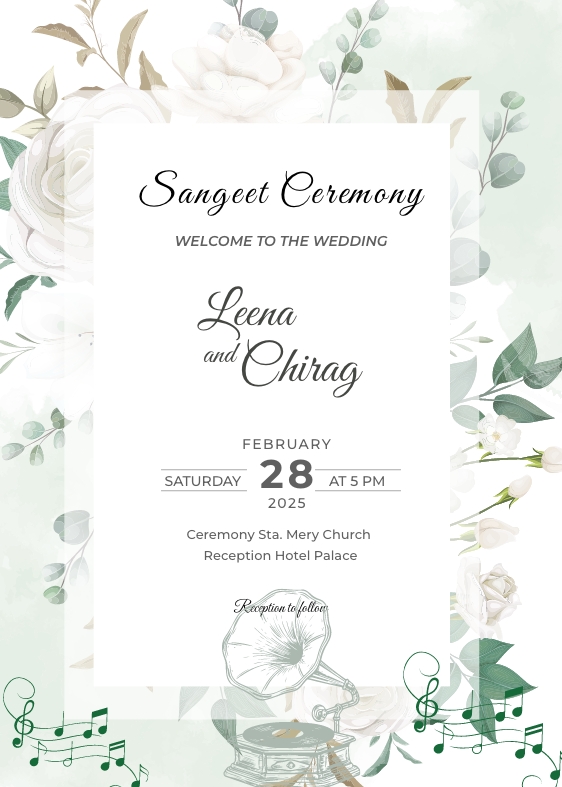 Sangeet Ceremony
WELCOME TO THE WEDDING
Leena
and Chirag
FEBRUARY
SATURDAY 28 AT 5 PM
2025
Ceremony Sta. Mery Church
Reception Hotel Palace
Reception to follow